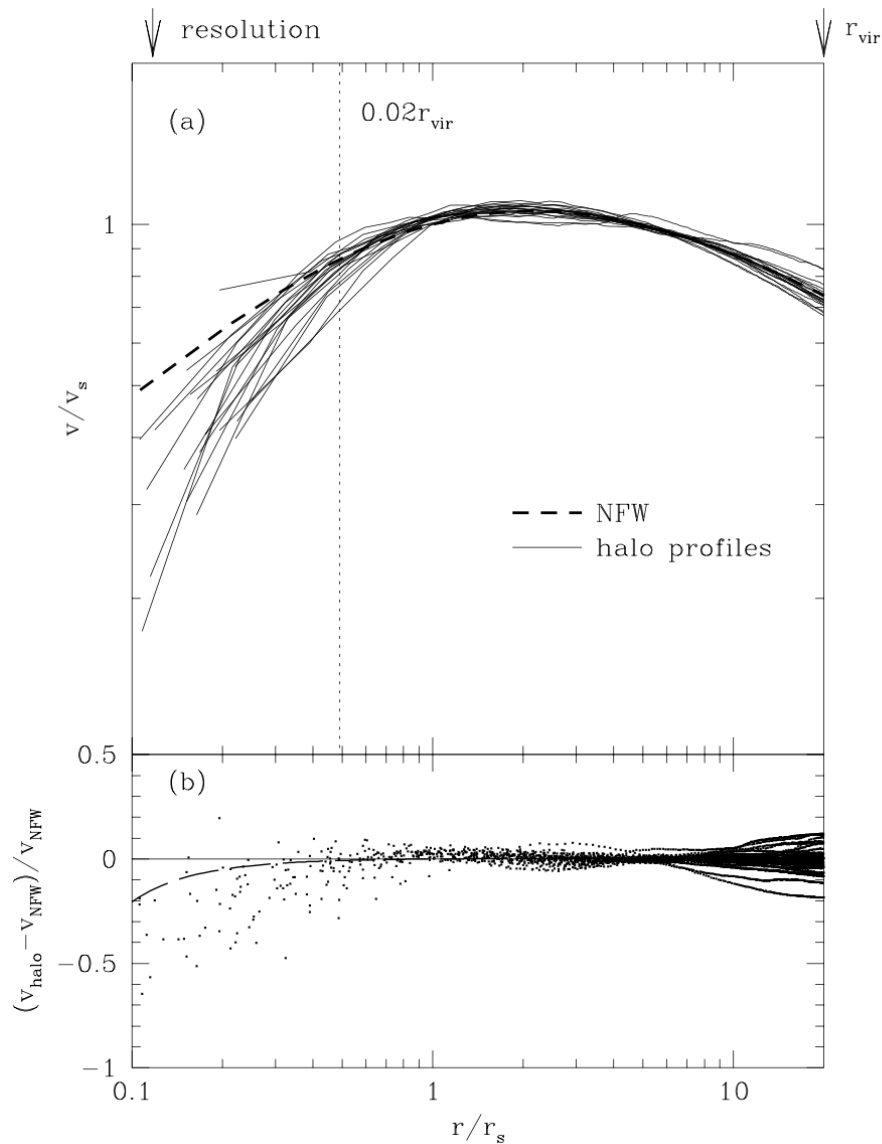 resolution
r_vir
(a)
0.02r_vir
1
v/v_s
NFW
halo profiles
0.5
(b)
0
-0.5
-1
(v_halo-v_NFW)/v_NFW
0.1
1
10
r/r_s